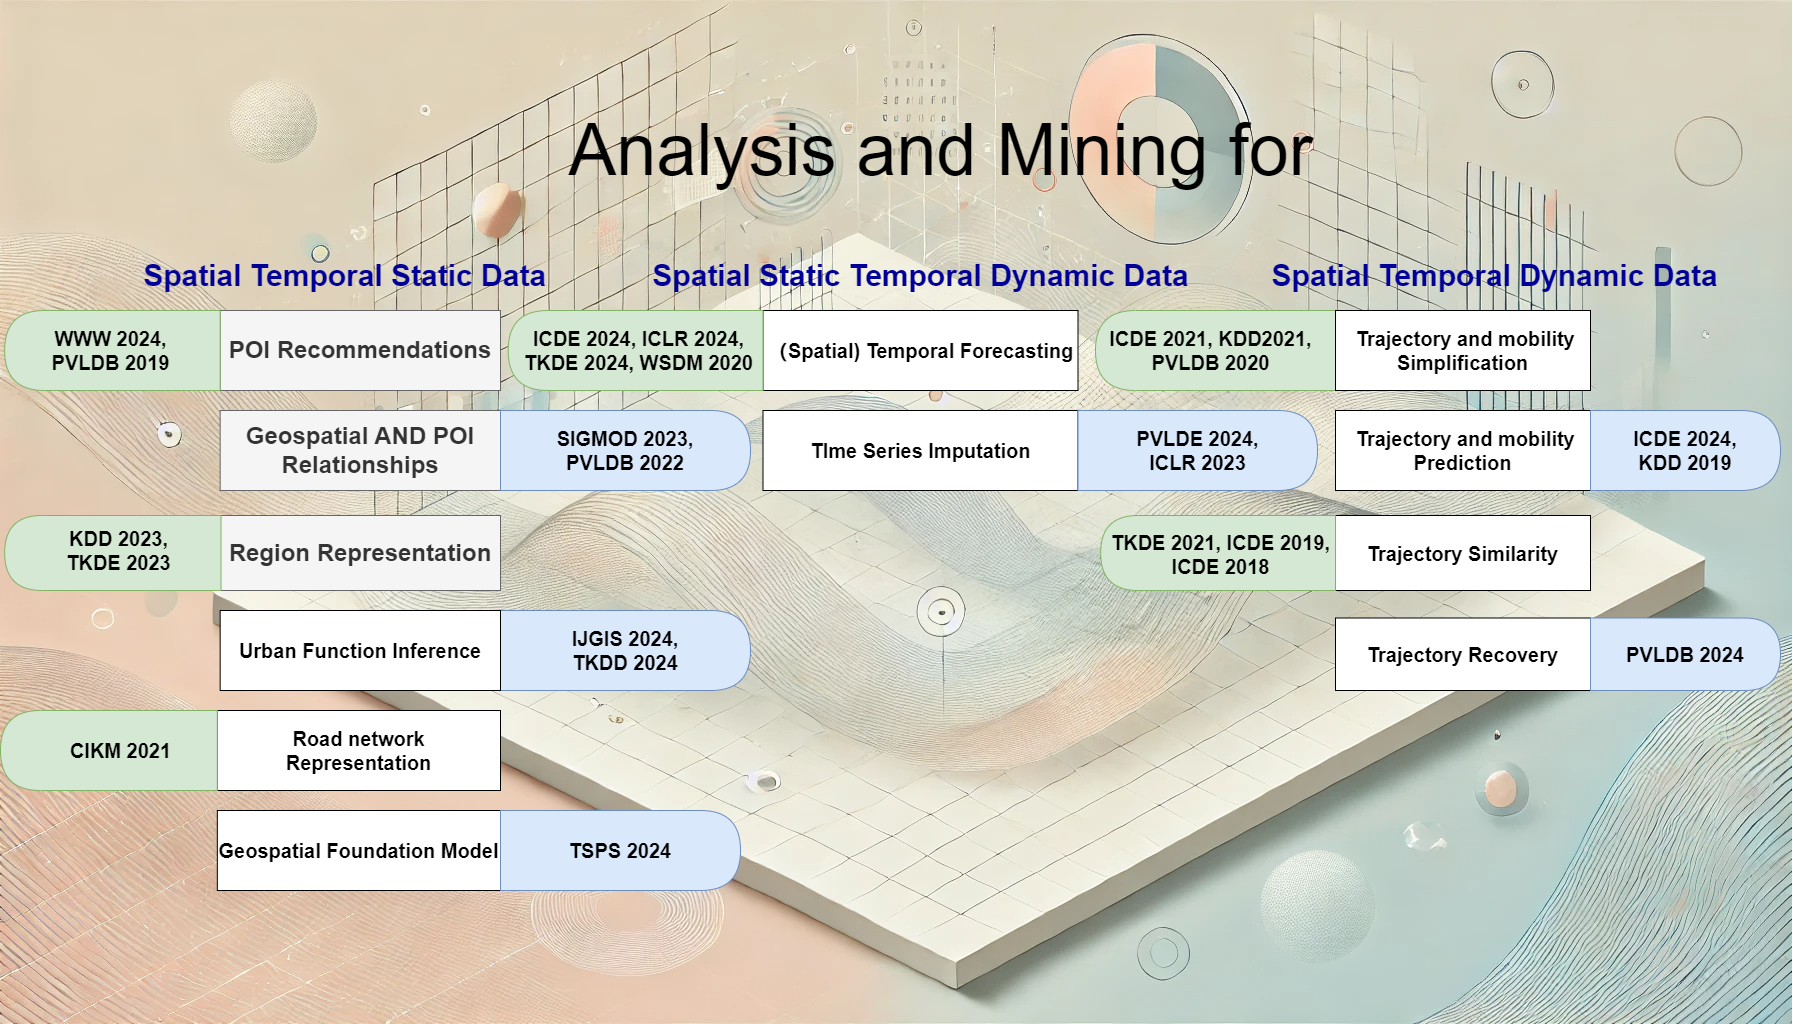 Analysis and Mining for
Spatial Temporal Static Data
WWW 2024,
PVLDB 2019
POI Recommendations
Geospatial AND POI
Relationships
SIGMOD 2023,
PVLDB 2022
KDD 2023,
TKDE 2023
Region Representation
Urban Function Inference
IJGIS 2024,
TKDD 2024
CIKM 2021
Road network
Representation
Geospatial Foundation Model
TSPS 2024
Spatial Static Temporal Dynamic Data
ICDE 2024, ICLR 2024,
TKDE 2024, WSDM 2020
(Spatial) Temporal Forecasting
TIme Series Imputation
PVLDE 2024,
ICLR 2023
Spatial Temporal Dynamic Data
ICDE 2021, KDD2021,
PVLDB 2020
Trajectory and mobility
Simplification
Trajectory and mobility
Prediction
ICDE 2024,
KDD 2019
TKDE 2021, ICDE 2019,
ICDE 2018
Trajectory Similarity
Trajectory Recovery
PVLDB 2024